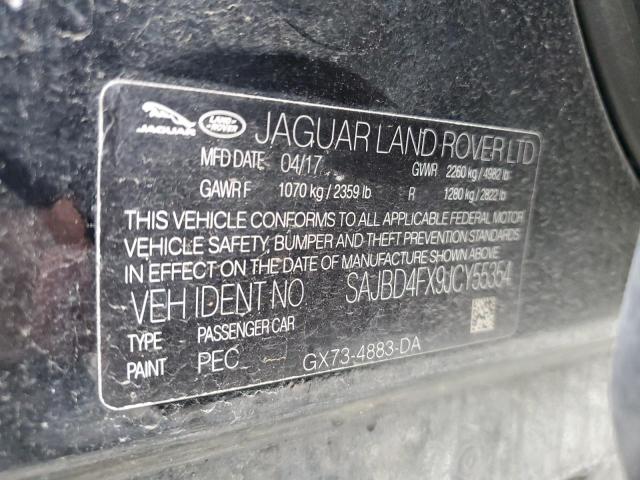 JAGUAR LAND ROVER JAGUAR LAND ROVER LTD
MFD DATE 04/17 GVWR 2260 kg / 4982 lb
GAWR F 1070 kg / 2359 lb R 1280 kg / 2822 lb
THIS VEHICLE CONFORMS TO ALL APPLICABLE FEDERAL MOTOR
VEHICLE SAFETY, BUMPER AND THEFT PREVENTION STANDARDS
IN EFFECT ON THE DATE OF MANUFACTURE SHOWN ABOVE.
VEH IDENT NO SAJBD4FX9JCY55354
TYPE PASSENGER CAR
PAINT PEC GX73-4883-DA